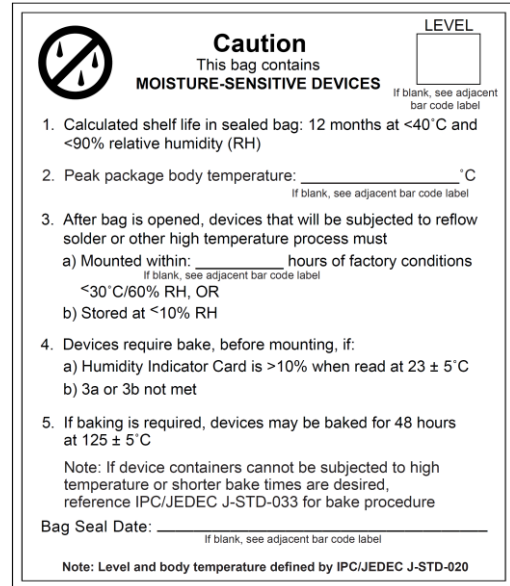 LEVEL
Caution
This bag contains
MOISTURE-SENSITIVE DEVICES
If blank, see adjacent
bar code label
1. Calculated shelf life in sealed bag: 12 months at <40˚C and
<90% relative humidity (RH)
2. Peak package body temperature: ____________________˚C
If blank, see adjacent bar code label
3. After bag is opened, devices that will be subjected to reflow
solder or other high temperature process must
a) Mounted within: ___________ hours of factory conditions
If blank, see adjacent bar code label
<30˚C/60% RH, OR
b) Stored at <10% RH
4. Devices require bake, before mounting, if:
a) Humidity Indicator Card is >10% when read at 23 ± 5˚C
b) 3a or 3b not met
5. If baking is required, devices may be baked for 48 hours
at 125 ± 5˚C
Note: If device containers cannot be subjected to high
temperature or shorter bake times are desired,
reference IPC/JEDEC J-STD-033 for bake procedure
Bag Seal Date: ______________________________
If blank, see adjacent bar code label
Note: Level and body temperature defined by IPC/JEDEC J-STD-020